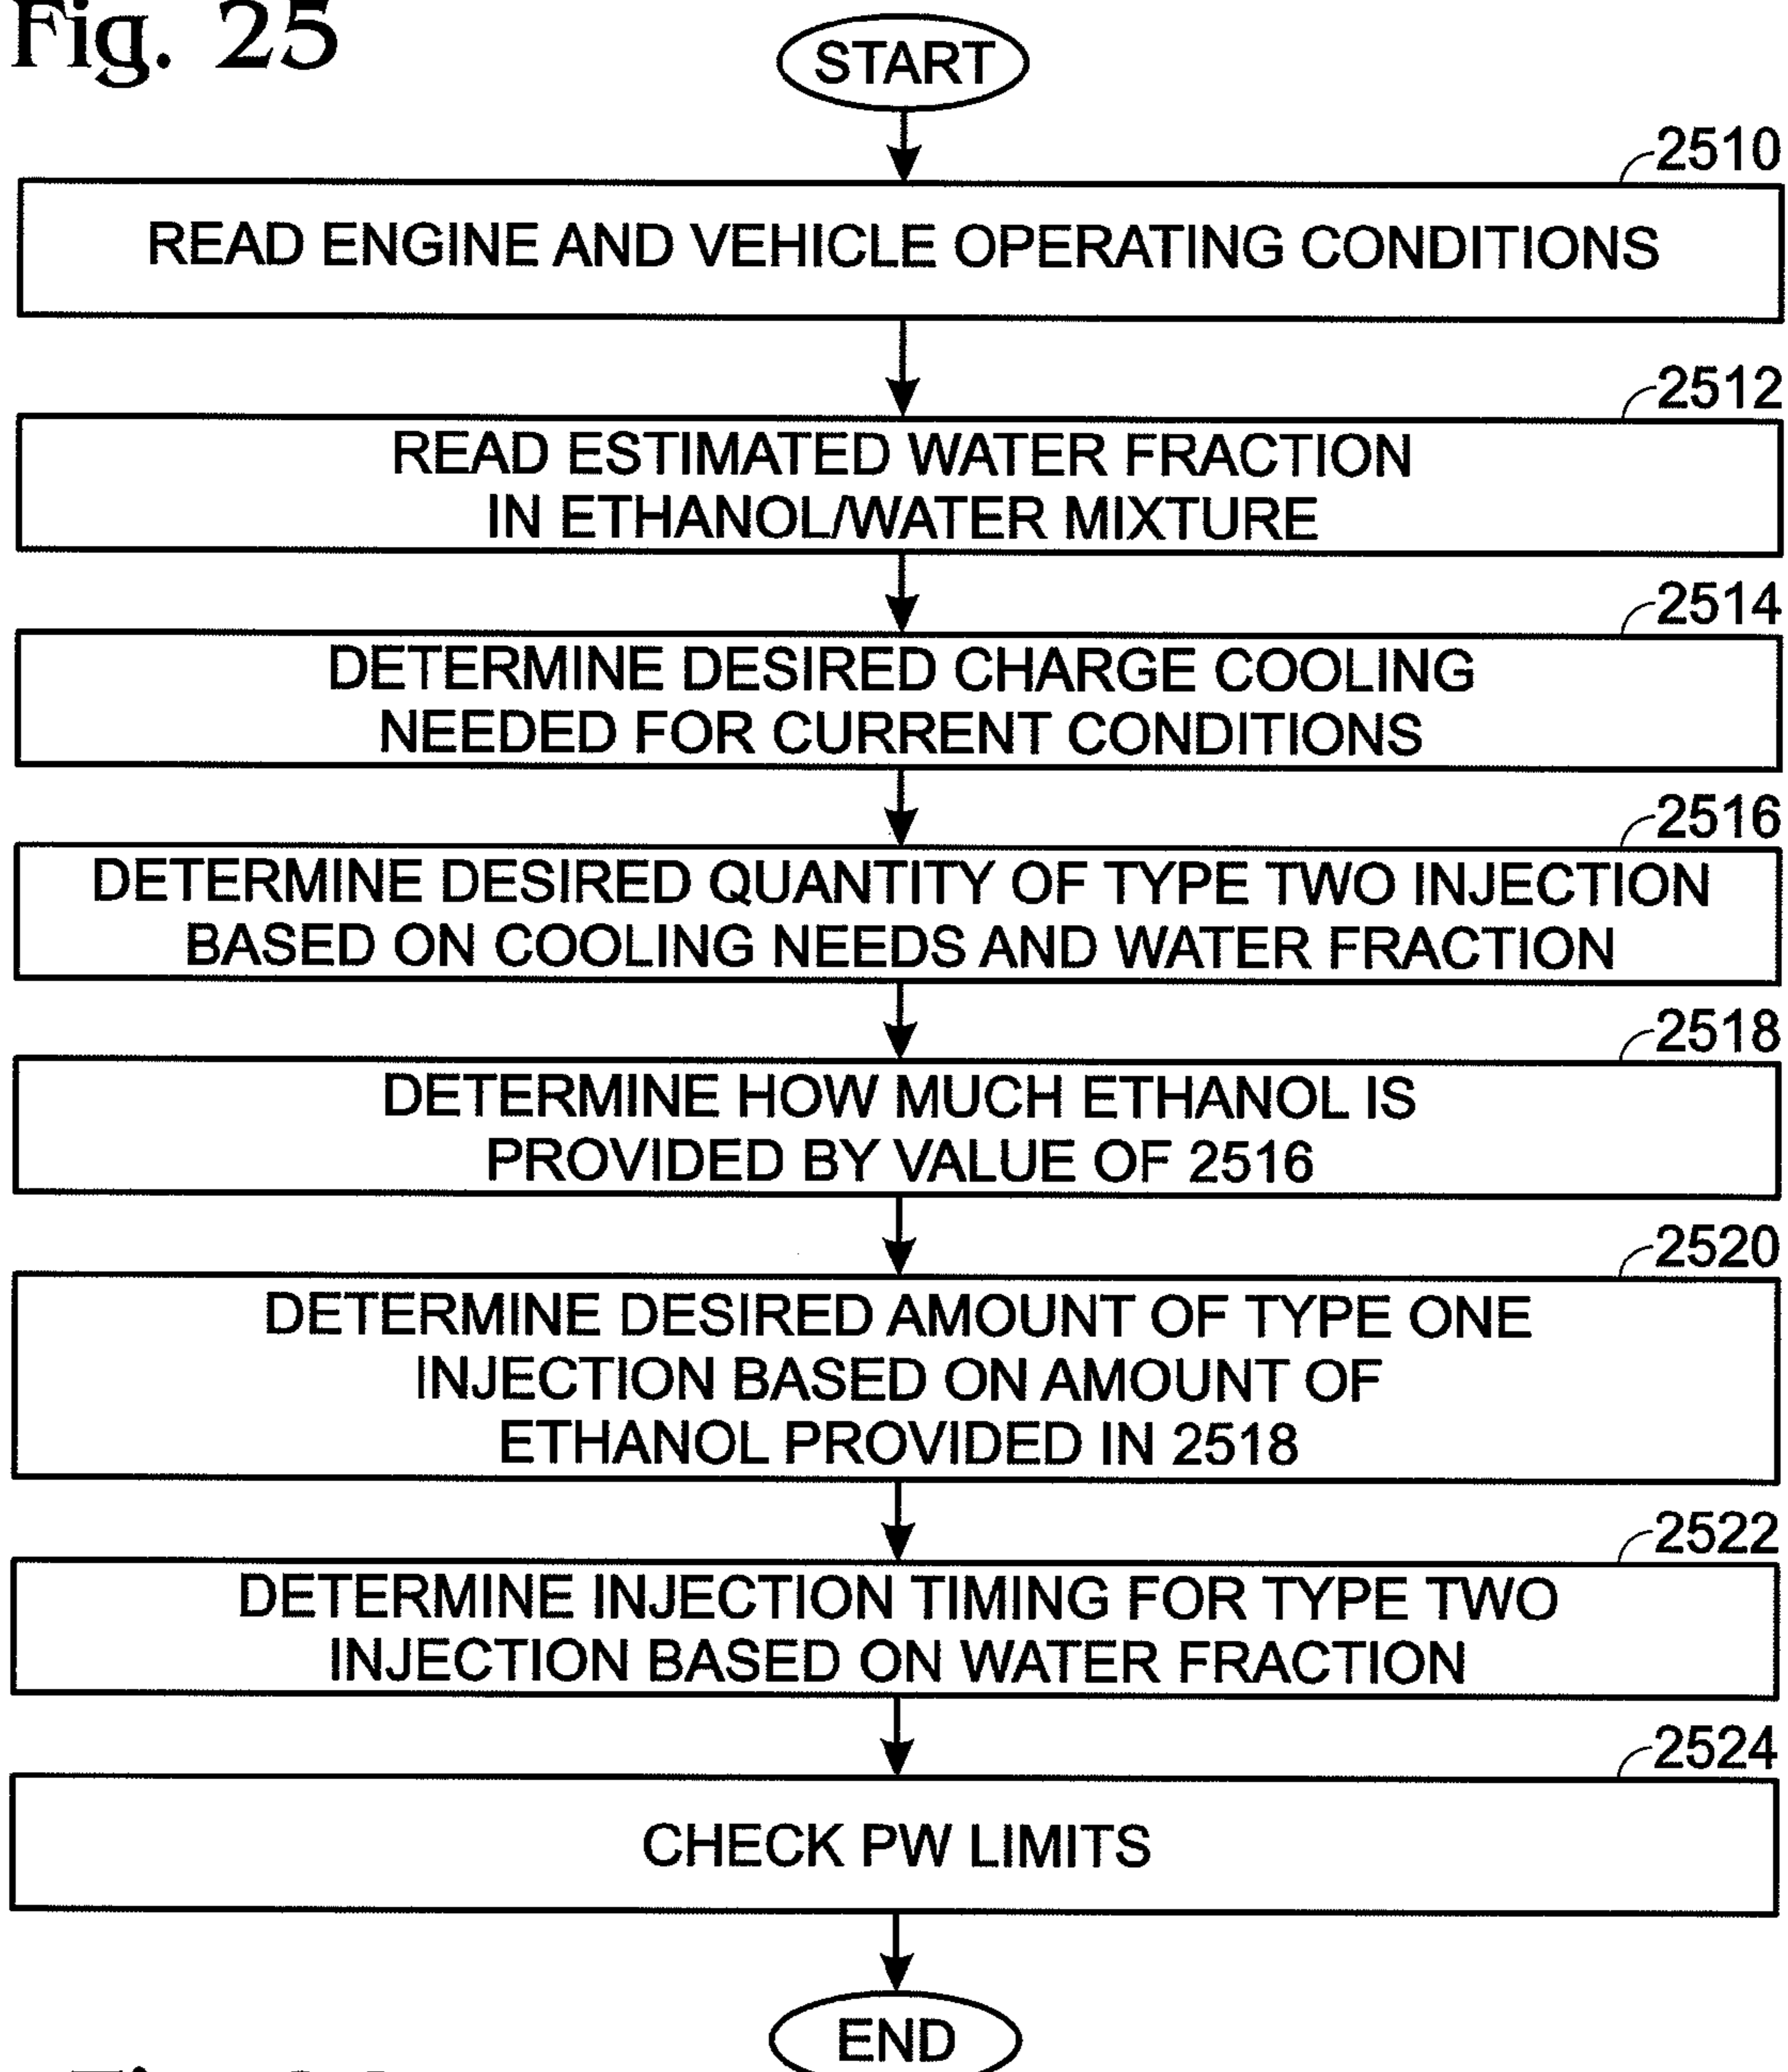 Fig. 25
START
2510
READ ENGINE AND VEHICLE OPERATING CONDITIONS
2512
READ ESTIMATED WATER FRACTION
IN ETHANOL/WATER MIXTURE
2514
DETERMINE DESIRED CHARGE COOLING
NEEDED FOR CURRENT CONDITIONS
2516
DETERMINE DESIRED QUANTITY OF TYPE TWO INJECTION
BASED ON COOLING NEEDS AND WATER FRACTION
2518
DETERMINE HOW MUCH ETHANOL IS
PROVIDED BY VALUE OF 2516
2520
DETERMINE DESIRED AMOUNT OF TYPE ONE
INJECTION BASED ON AMOUNT OF
ETHANOL PROVIDED IN 2518
2522
DETERMINE INJECTION TIMING FOR TYPE TWO
INJECTION BASED ON WATER FRACTION
2524
CHECK PW LIMITS
END